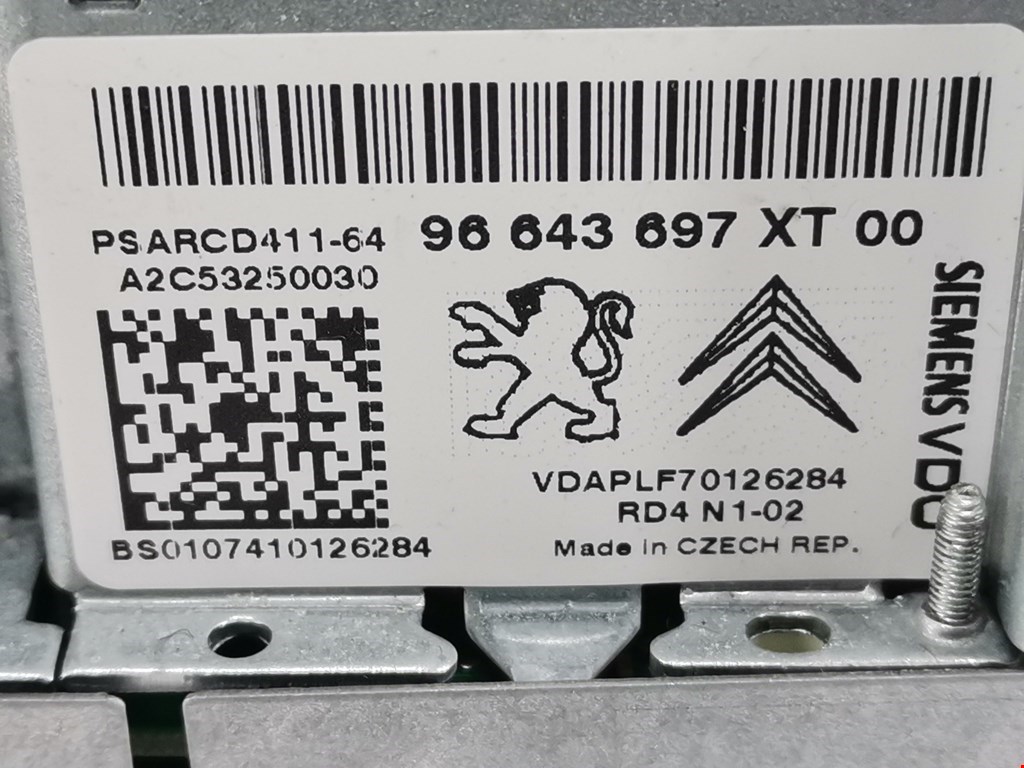 PSARCD411-64
96 643 697 XT 00
A2C53250030
SIEMENS VDO
VDAPLF70126284
RD4 N1-02
BS0107410126284
Made in CZECH REP.